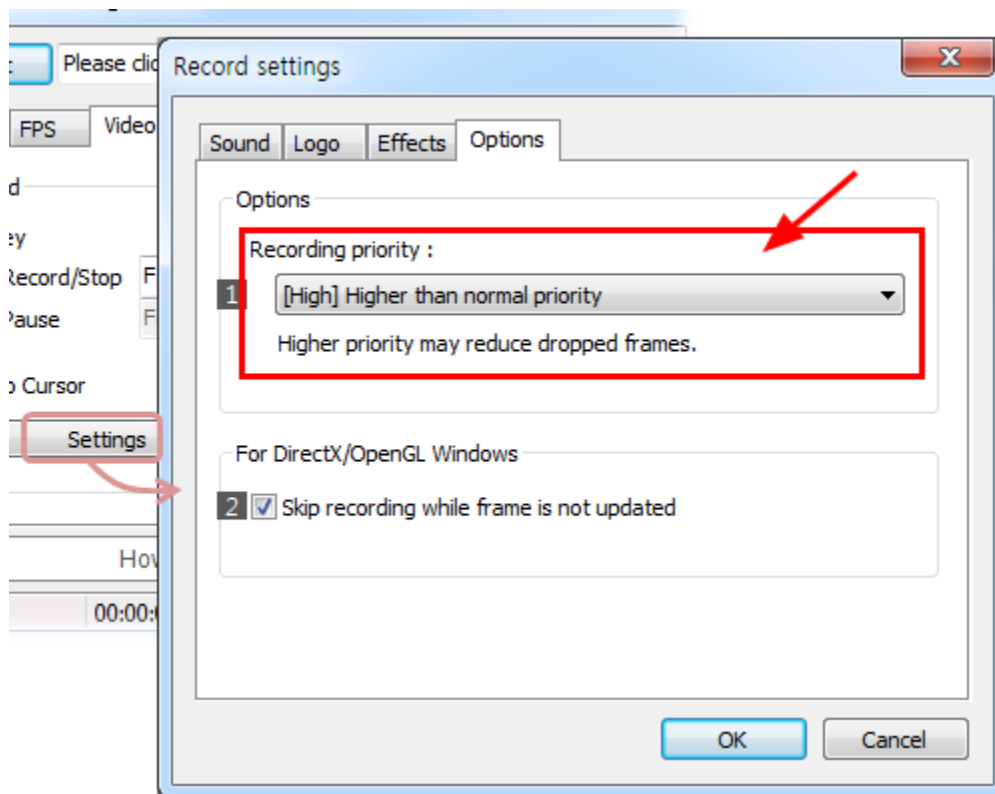 Please clic
Record settings
FPS
Video
Sound
Logo
Effects
Options
Options
Recording priority :
Record/Stop
1
[High] Higher than normal priority
Pause
Higher priority may reduce dropped frames.
Cursor
Settings
For DirectX/OpenGL Windows
2
Skip recording while frame is not updated
00:00:
OK
Cancel